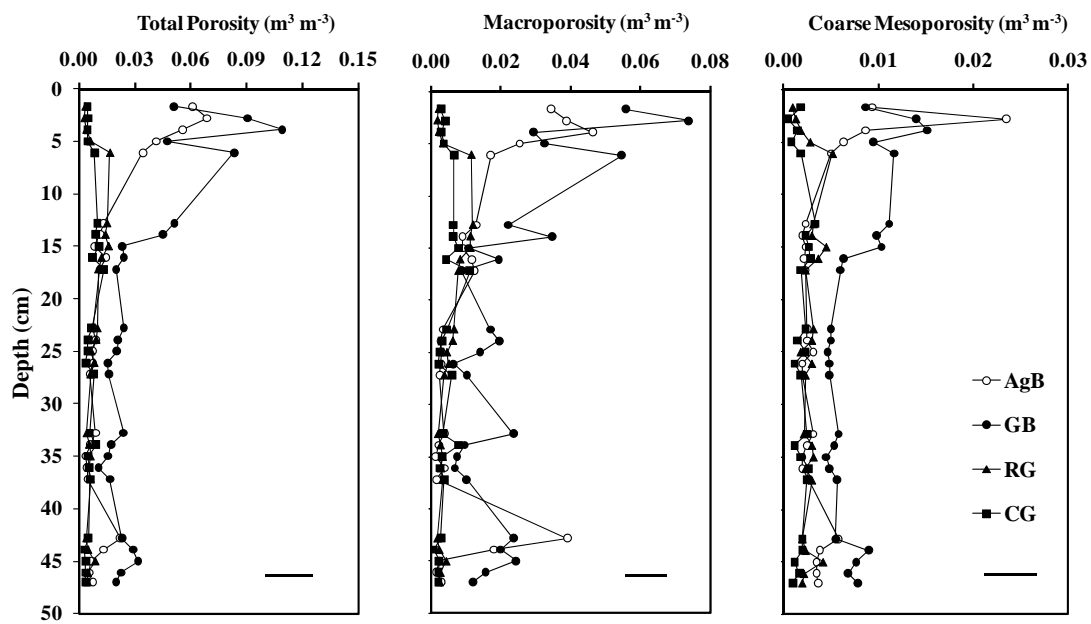 Total Porosity (m³ m⁻³)
0.00 0.03 0.06 0.09 0.12 0.15
Macroporosity (m³ m⁻³)
0.00 0.02 0.04 0.06 0.08
Coarse Mesoporosity (m³ m⁻³)
0.00 0.01 0.02 0.03
Depth (cm)
0
5
10
15
20
25
30
35
40
45
50
AgB
GB
RG
CG